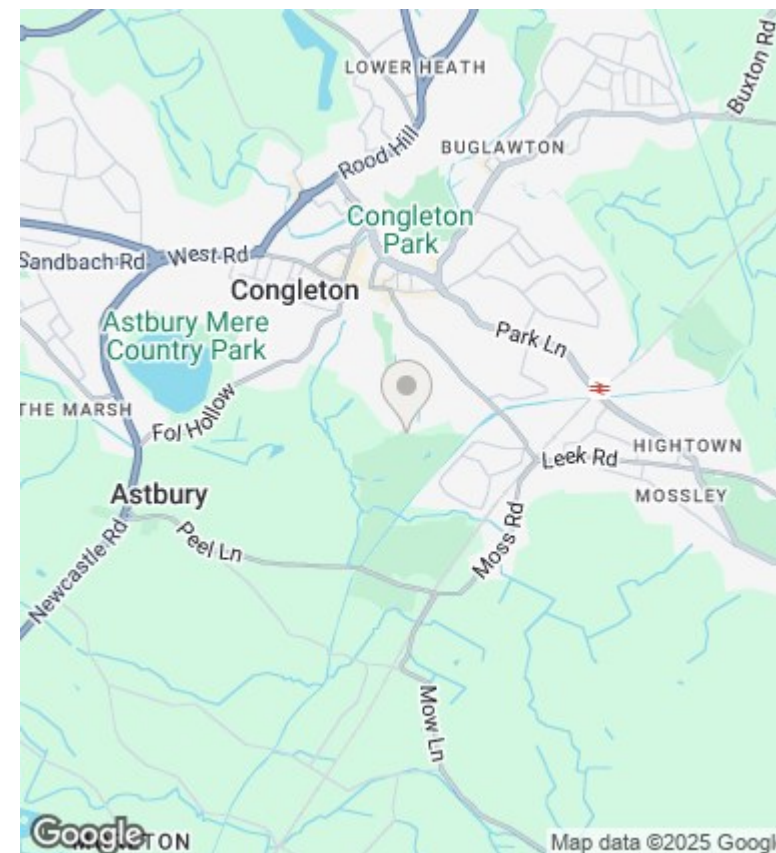 LOWER HEATH
Buxton Rd
Rood Hill
BUGLAWTON
Congleton
Park
Sandbach Rd
West Rd
Congleton
Astbury Mere
Country Park
Park Ln
THE MARSH
Fol Hollow
HIGHTOWN
Leek Rd
Astbury
MOSSLEY
Peel Ln
Moss Rd
Newcastle Rd
Mow Ln
Google
TON
Map data ©2025 Googl